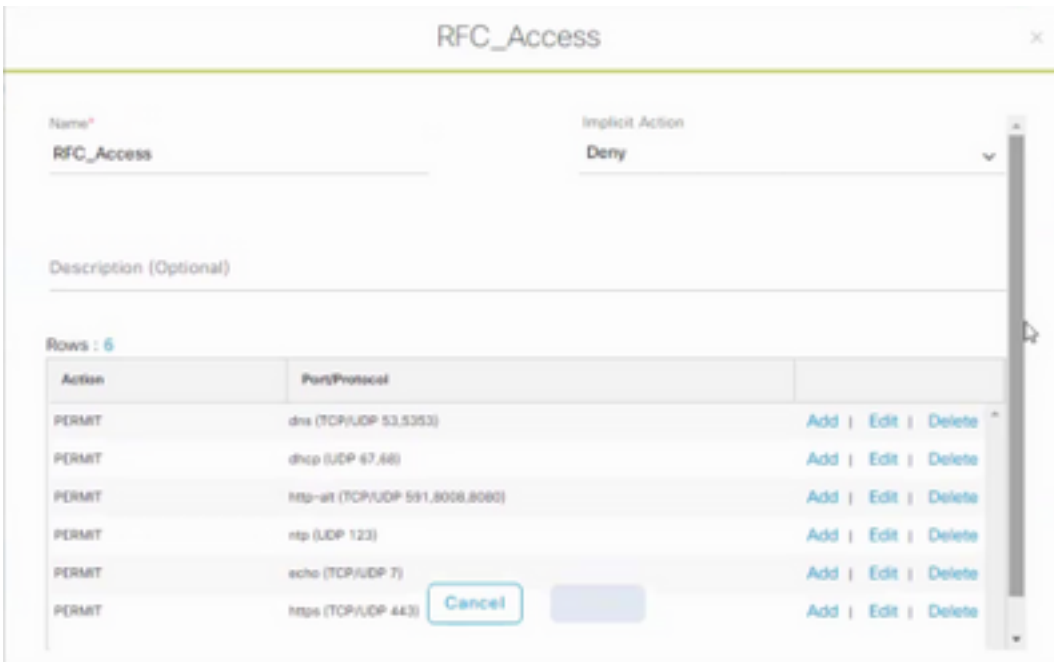 RFC_Access ×
Name* Implicit Action
RFC_Access Deny
Description (Optional)
Rows : 6
Action Port/Protocol
PERMIT dns (TCP/UDP 53,5353) Add | Edit | Delete
PERMIT dhcp (UDP 67,68) Add | Edit | Delete
PERMIT http-alt (TCP/UDP 591,8008,8080) Add | Edit | Delete
PERMIT ntp (UDP 123) Add | Edit | Delete
PERMIT echo (TCP/UDP 7) Add | Edit | Delete
PERMIT https (TCP/UDP 443) Add | Edit | Delete
Cancel